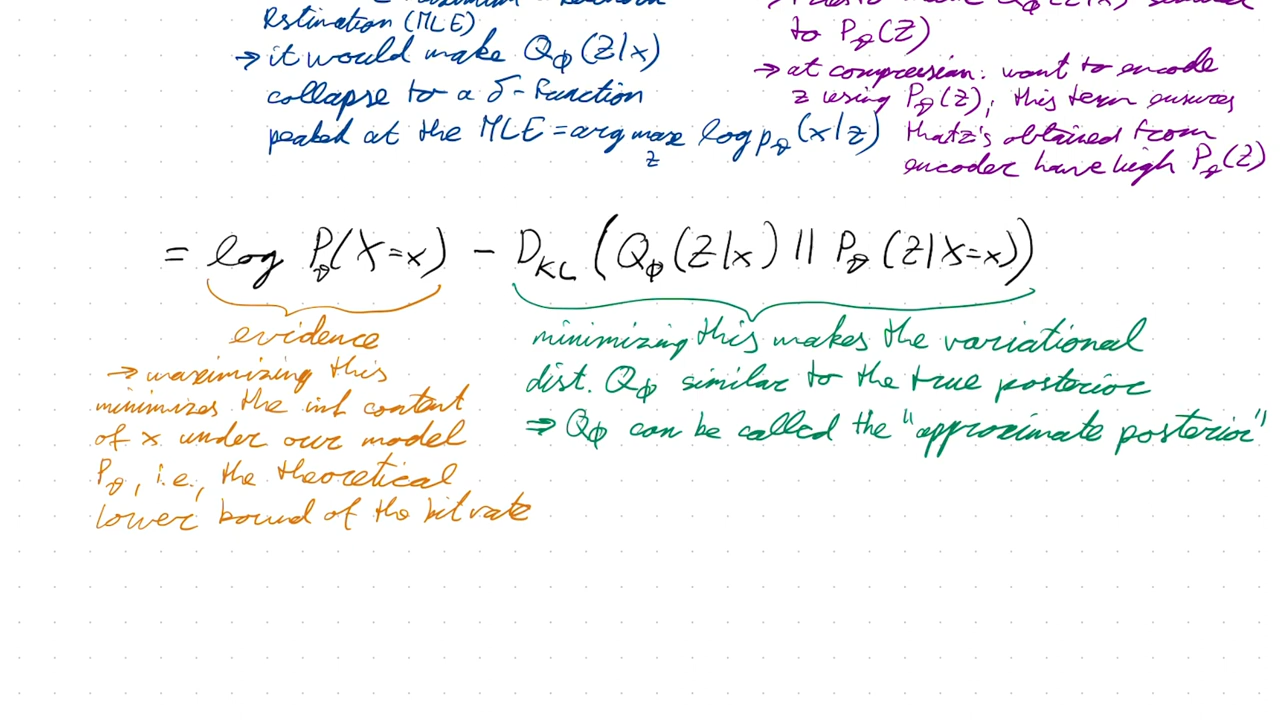 Estimation (MLE)
→ it would make Qϕ(Z|x)
collapse to a δ-function
peaked at the MLE = arg max log pθ(x|z)
z
to Pθ(Z)
→ at compression: want to encode
z using Pθ(Z); this term ensures
that z's obtained from
encoder have high Pθ(Z)
= log Pθ(X=x) − D_KL(Qϕ(Z|x) || Pθ(Z|X=x))
evidence
→ maximizing this
minimizes the inf content
of x under our model
Pθ, i.e., the theoretical
lower bound of the bit rate
minimizing this makes the variational
dist. Qϕ similar to the true posterior
⇒ Qϕ can be called the "approximate posterior"